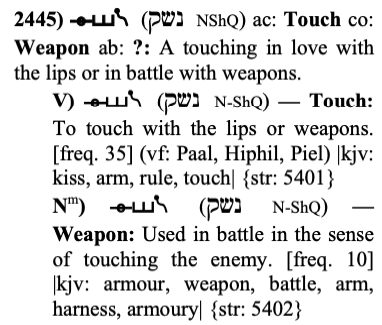 2445) (נשק NShQ) ac: Touch co:
Weapon ab: ?: A touching in love with
the lips or in battle with weapons.
V) (נשק N-ShQ) — Touch:
To touch with the lips or weapons.
[freq. 35] (vf: Paal, Hiphil, Piel) |kjv:
kiss, arm, rule, touch| {str: 5401}
Nᵐ) (נשק N-ShQ) —
Weapon: Used in battle in the sense
of touching the enemy. [freq. 10]
|kjv: armour, weapon, battle, arm,
harness, armoury| {str: 5402}